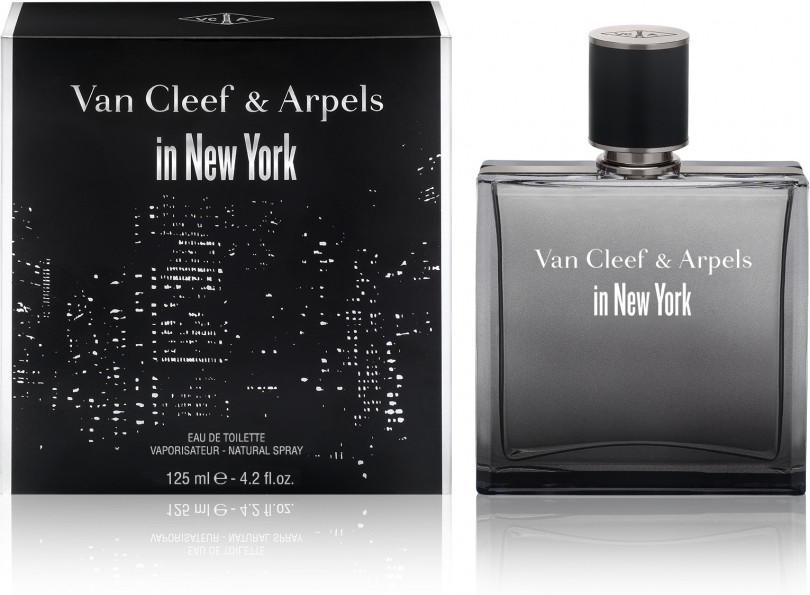 VC A
Van Cleef & Arpels
in New York
EAU DE TOILETTE
VAPORISATEUR - NATURAL SPRAY
125 ml ℮ - 4.2 fl.oz.
Van Cleef & Arpels
in New York